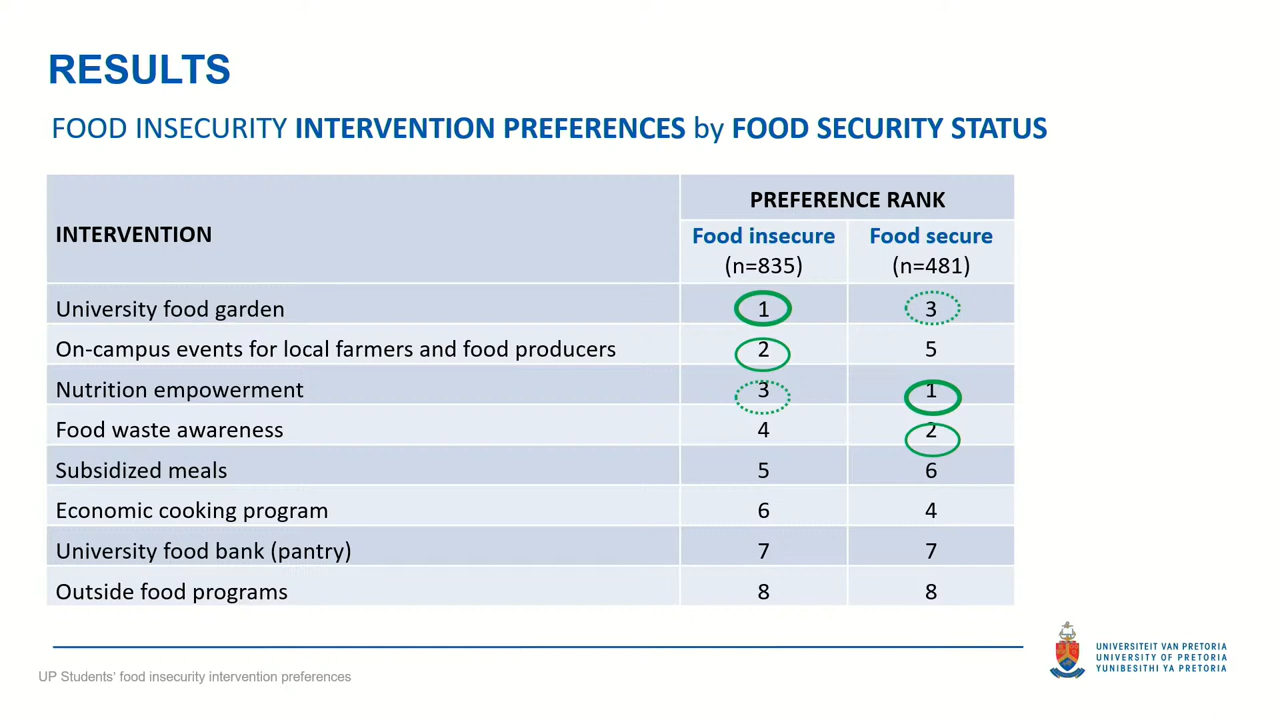 RESULTS
FOOD INSECURITY INTERVENTION PREFERENCES by FOOD SECURITY STATUS
INTERVENTION
PREFERENCE RANK
Food insecure Food secure
(n=835) (n=481)
University food garden 1 3
On-campus events for local farmers and food producers 2 5
Nutrition empowerment 3 1
Food waste awareness 4 2
Subsidized meals 5 6
Economic cooking program 6 4
University food bank (pantry) 7 7
Outside food programs 8 8
UNIVERSITEIT VAN PRETORIA
UNIVERSITY OF PRETORIA
YUNIBESITHI YA PRETORIA
UP Students' food insecurity intervention preferences